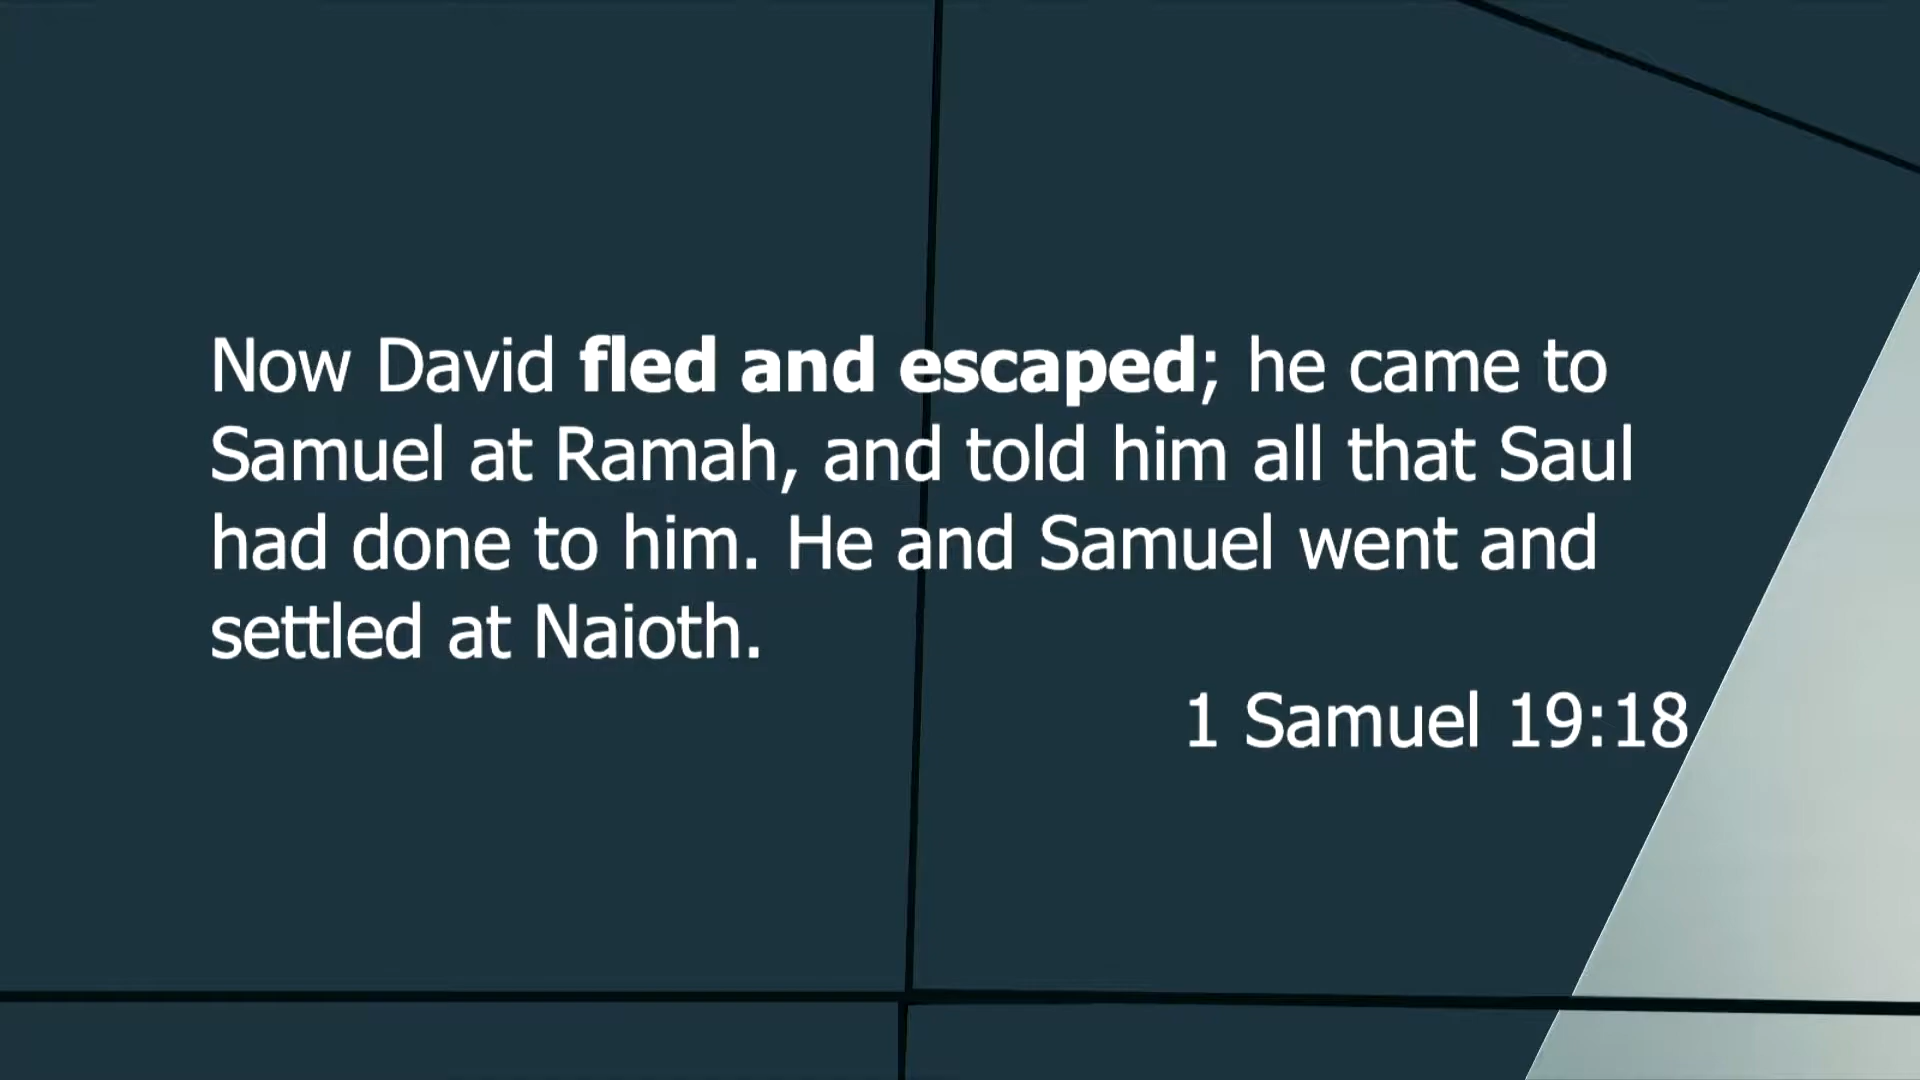 Now David fled and escaped; he came to
Samuel at Ramah, and told him all that Saul
had done to him. He and Samuel went and
settled at Naioth.
1 Samuel 19:18